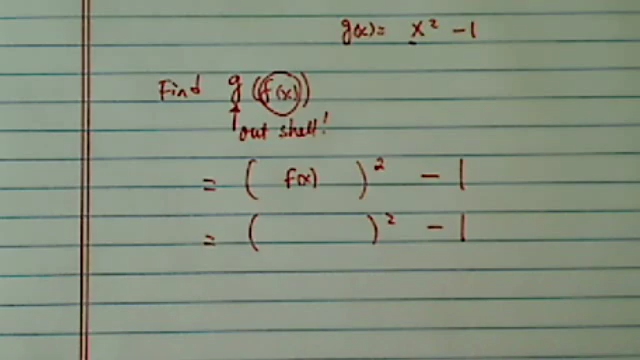 g(x) = x² - 1
Find g(f(x))
out shell!
= ( f(x) )² - 1
= ( )² - 1